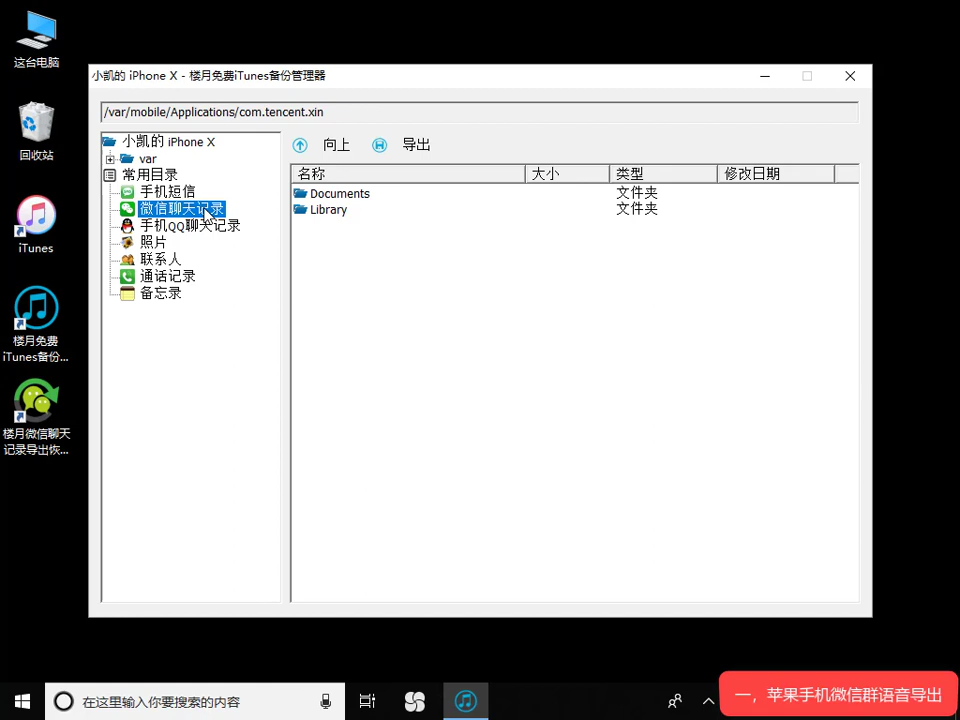 这台电脑
回收站
iTunes
楼月免费
iTunes备份...
楼月微信聊天
记录导出恢...
小凯的 iPhone X - 楼月免费iTunes备份管理器
/var/mobile/Applications/com.tencent.xin
小凯的 iPhone X
var
常用目录
手机短信
微信聊天记录
手机QQ聊天记录
照片
联系人
通话记录
备忘录
向上 导出
名称 大小 类型 修改日期
Documents 文件夹
Library 文件夹
在这里输入你要搜索的内容
一，苹果手机微信群语音导出